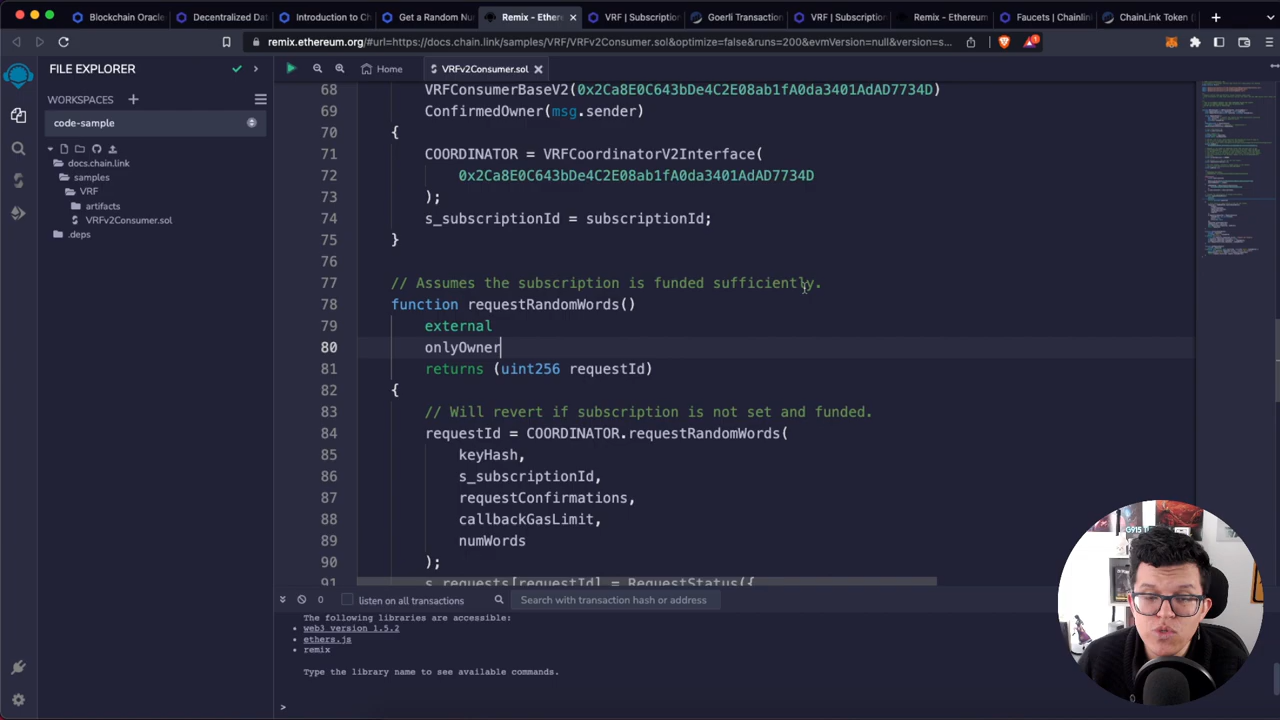 Blockchain Oracle
Decentralized Dat
Introduction to Ch
Get a Random Nu
Remix - Ethere
VRF | Subscription
Goerli Transaction
VRF | Subscription
Remix - Ethereum
Faucets | Chainlink
ChainLink Token (
remix.ethereum.org/#url=https://docs.chain.link/samples/VRF/VRFv2Consumer.sol&optimize=false&runs=200&evmVersion=null&version=s...
FILE EXPLORER
Home
VRFv2Consumer.sol
WORKSPACES
code-sample
docs.chain.link
samples
VRF
artifacts
VRFv2Consumer.sol
.deps
68 VRFConsumerBaseV2(0x2Ca8E0C643bDe4C2E08ab1fA0da3401AdAD7734D)
69 ConfirmedOwner(msg.sender)
70 {
71 COORDINATOR = VRFCoordinatorV2Interface(
72 0x2Ca8E0C643bDe4C2E08ab1fA0da3401AdAD7734D
73 );
74 s_subscriptionId = subscriptionId;
75 }
76
77 // Assumes the subscription is funded sufficiently.
78 function requestRandomWords()
79 external
80 onlyOwner
81 returns (uint256 requestId)
82 {
83 // Will revert if subscription is not set and funded.
84 requestId = COORDINATOR.requestRandomWords(
85 keyHash,
86 s_subscriptionId,
87 requestConfirmations,
88 callbackGasLimit,
89 numWords
90 );
91 s_requests[requestId] = RequestStatus({
0
listen on all transactions
Search with transaction hash or address
The following libraries are accessible:
web3 version 1.5.2
ethers.js
remix
Type the library name to see available commands.
>
G915 T